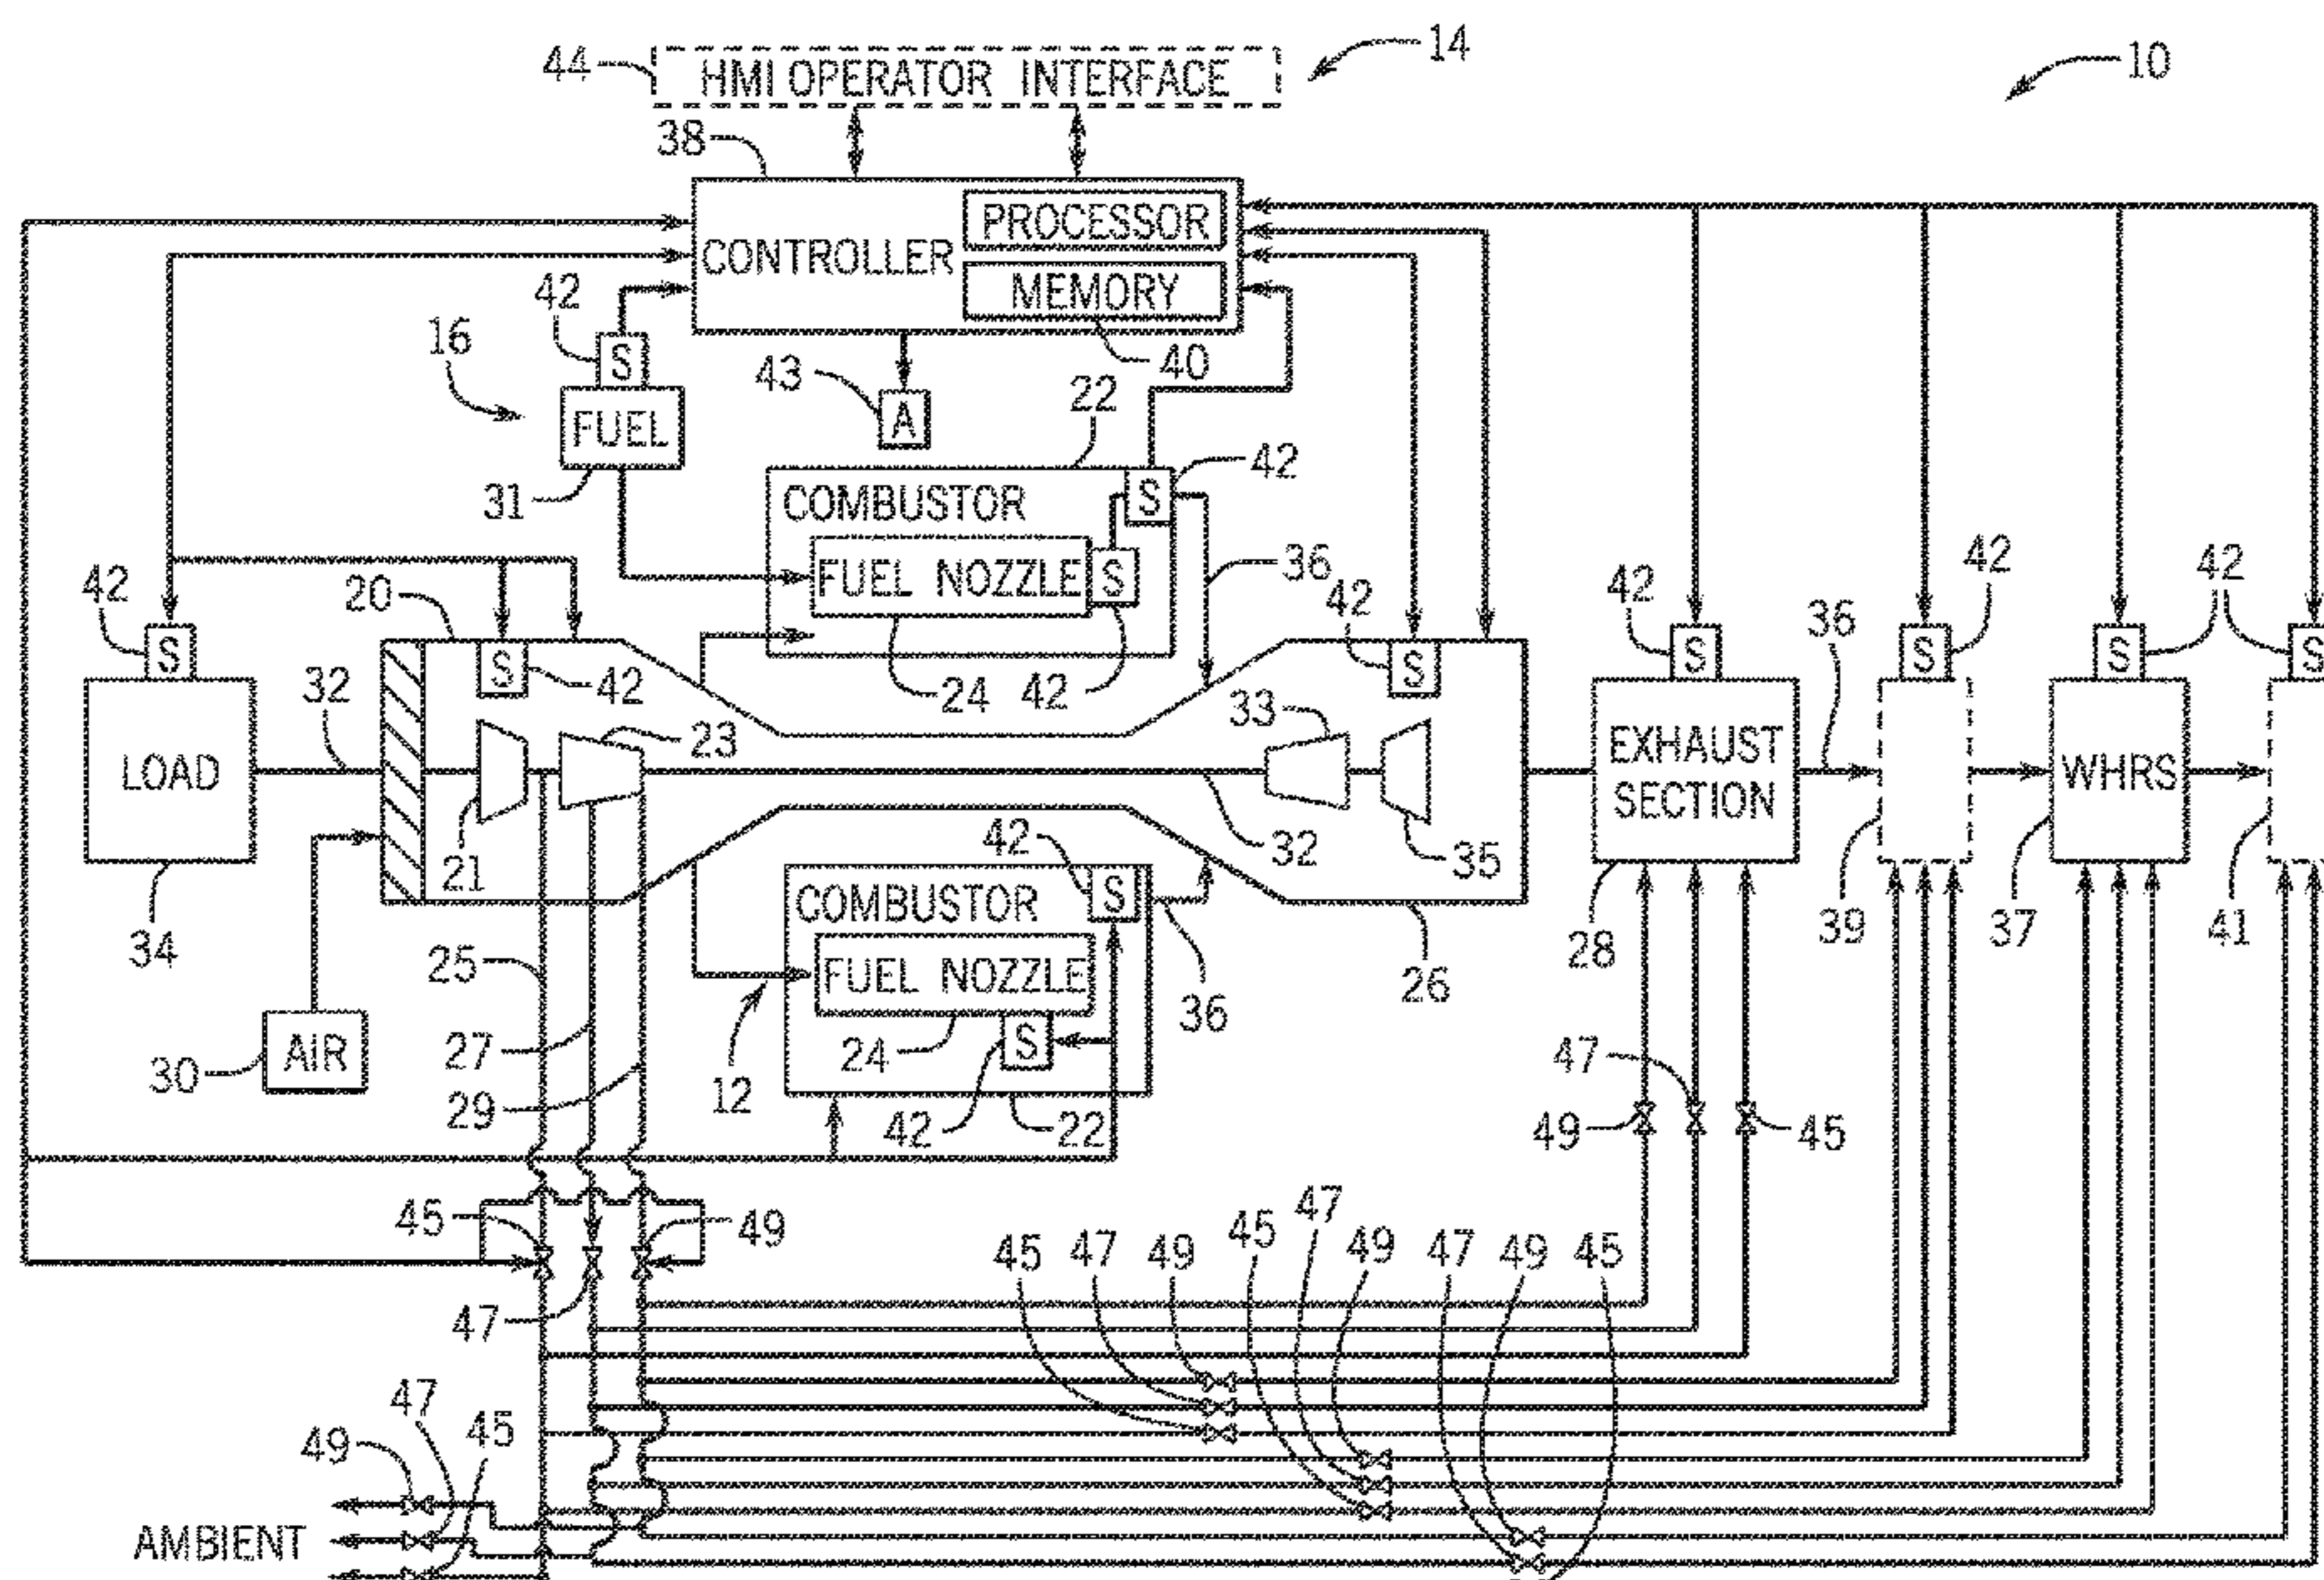 14
10
44
HMI OPERATOR INTERFACE
38
PROCESSOR
CONTROLLER
MEMORY
42
S
16
40
43
22
A
FUEL
42
31
COMBUSTOR
S
FUEL NOZZLE
S
36
42
20
42
42
36
42
42
S
S
42
24
42
S
S
S
S
S
32
33
23
LOAD
EXHAUST
SECTION
WHRS
21
42
32
35
34
COMBUSTOR
S
39
37
41
28
25
FUEL NOZZLE
36
26
30
AIR
27
24
S
47
12
29
42
22
49
45
45
49
47
45
47
49
45
49
47
49
45
47
47
45
49
AMBIENT